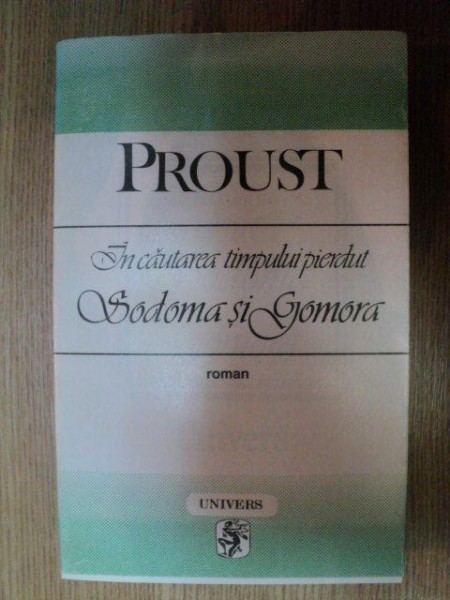 PROUST
În căutarea timpului pierdut
Sodoma și Gomora
roman
UNIVERS